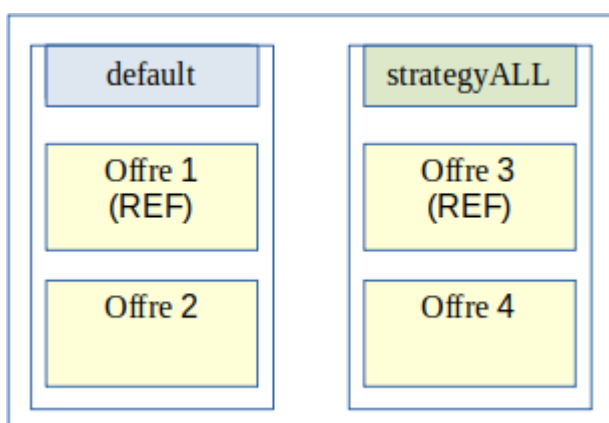 default
Offre 1
(REF)
Offre 2
strategyALL
Offre 3
(REF)
Offre 4